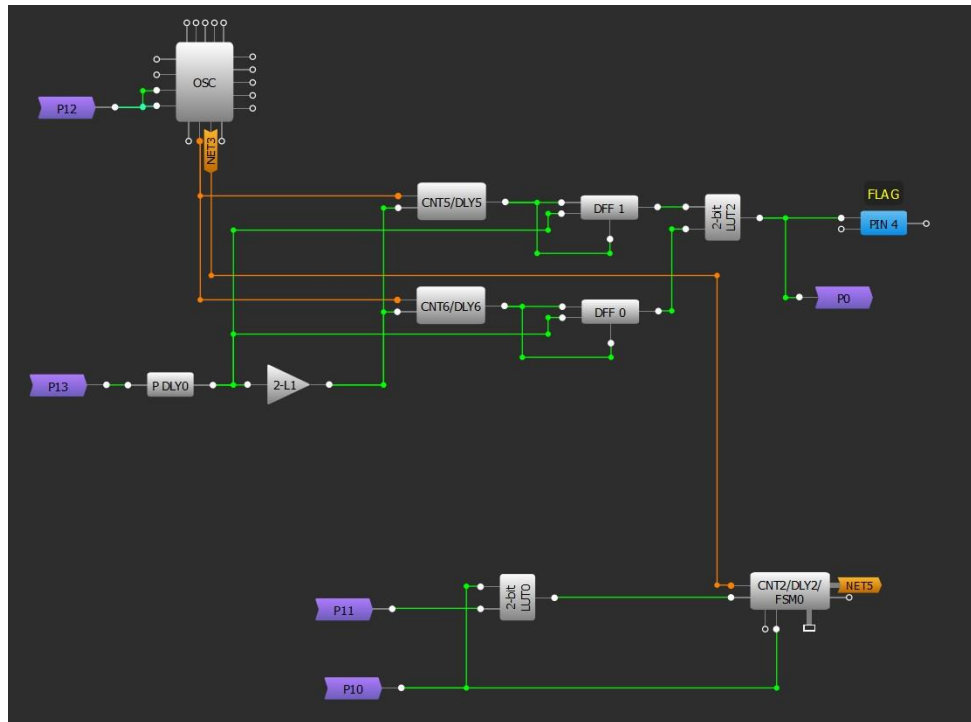 OSC
P12
NET3
CNT5/DLY5
DFF 1
2-bit
LUT2
FLAG
PIN 4
CNT6/DLY6
DFF 0
P0
P13
P DLY0
2-L1
P11
2-bit
LUT0
CNT2/DLY2/
FSM0
NET5
P10